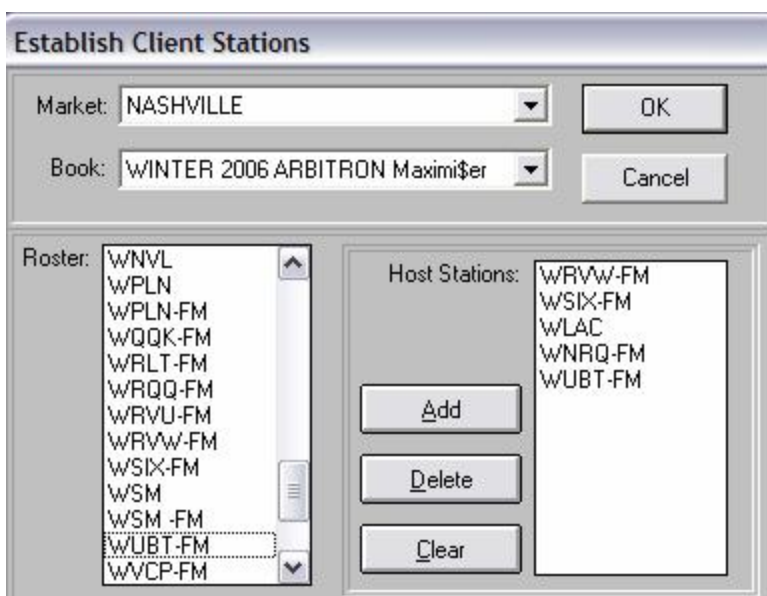 Establish Client Stations
Market: NASHVILLE
OK
Book: WINTER 2006 ARBITRON Maximi$er
Cancel
Roster:
WNVL
WPLN
WPLN-FM
WQQK-FM
WRLT-FM
WRQQ-FM
WRVU-FM
WRVW-FM
WSIX-FM
WSM
WSM -FM
WUBT-FM
WVCP-FM
Host Stations:
WRVW-FM
WSIX-FM
WLAC
WNRQ-FM
WUBT-FM
Add
Delete
Clear